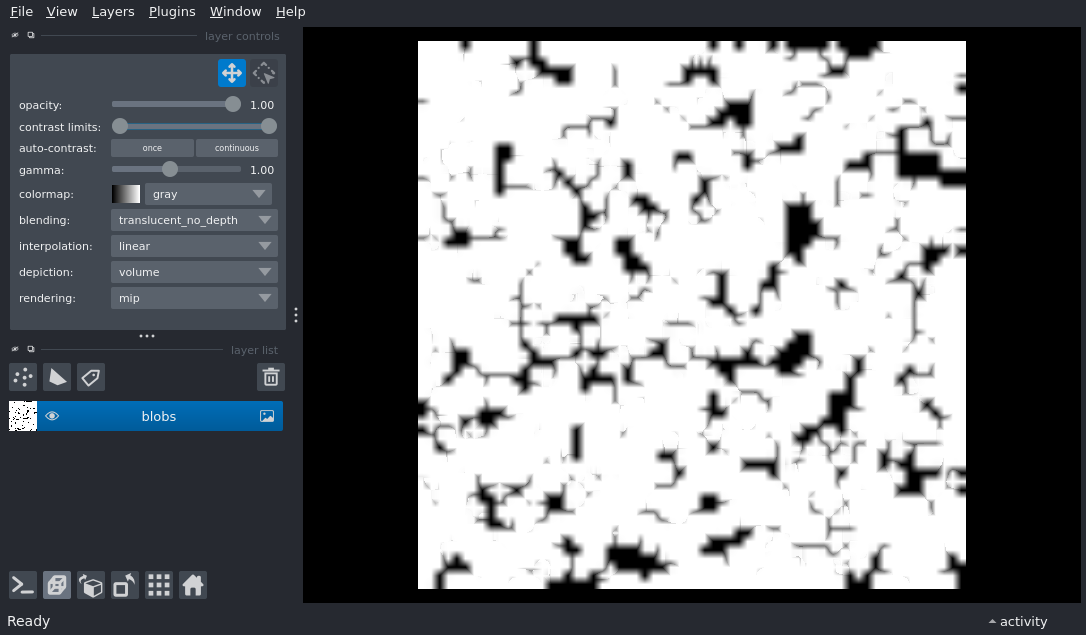 File View Layers Plugins Window Help
layer controls
opacity: 1.00
contrast limits:
auto-contrast: once continuous
gamma: 1.00
colormap: gray
blending: translucent_no_depth
interpolation: linear
depiction: volume
rendering: mip
layer list
blobs
Ready activity